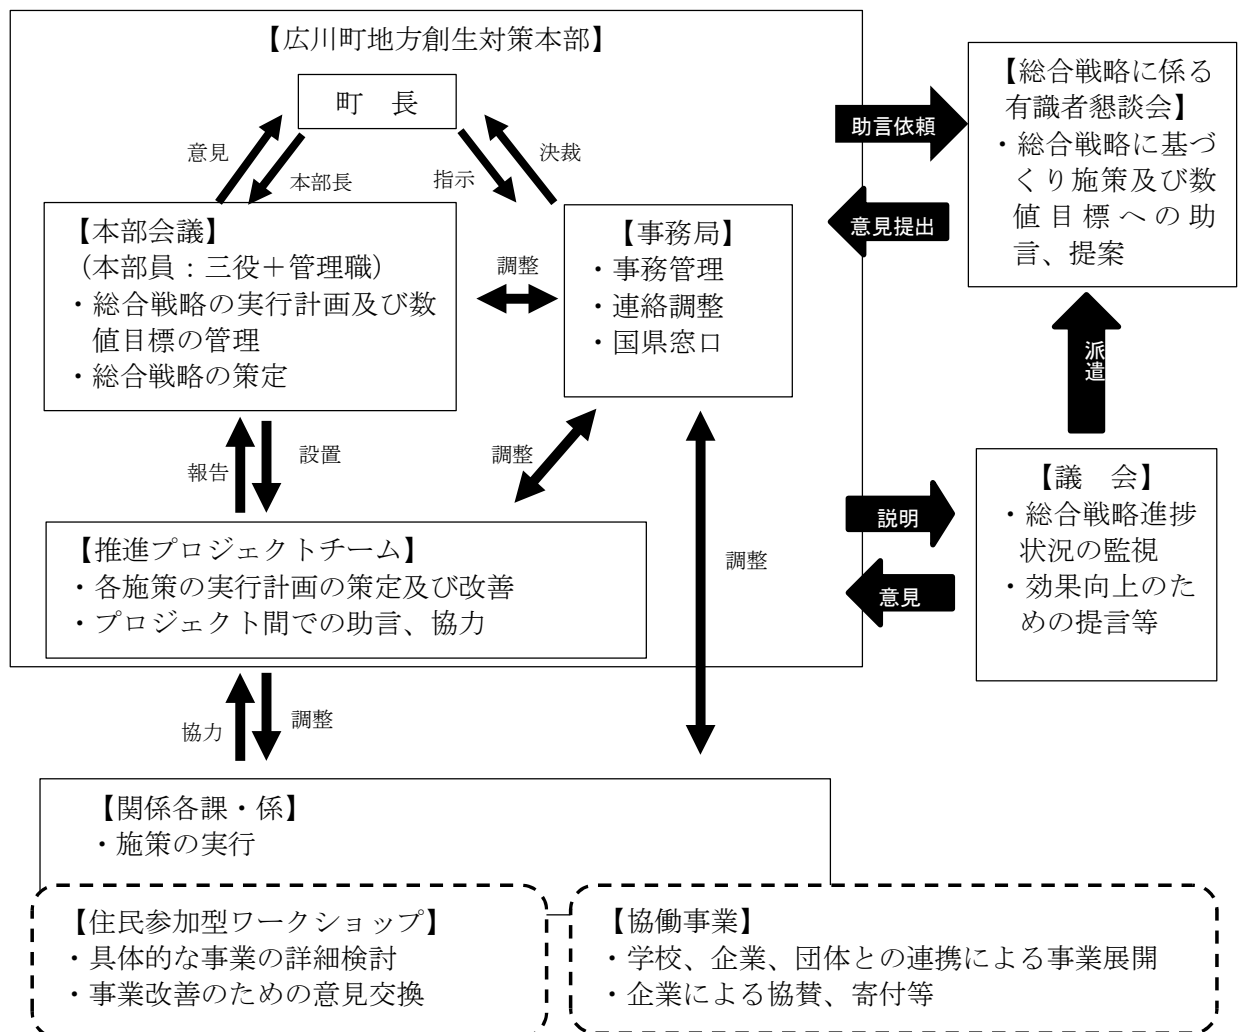 【広川町地方創生対策本部】
町　長
意見
本部長
指示
決裁
【本部会議】
（本部員：三役＋管理職）
・総合戦略の実行計画及び数
値目標の管理
・総合戦略の策定
調整
【事務局】
・事務管理
・連絡調整
・国県窓口
報告
設置
調整
調整
【推進プロジェクトチーム】
・各施策の実行計画の策定及び改善
・プロジェクト間での助言、協力
助言依頼
意見提出
【総合戦略に係る
有識者懇談会】
・総合戦略に基づ
くり施策及び数
値目標への助
言、提案
派遣
説明
意見
【議　会】
・総合戦略進捗
状況の監視
・効果向上のた
めの提言等
協力
調整
【関係各課・係】
・施策の実行
【住民参加型ワークショップ】
・具体的な事業の詳細検討
・事業改善のための意見交換
【協働事業】
・学校、企業、団体との連携による事業展開
・企業による協賛、寄付等